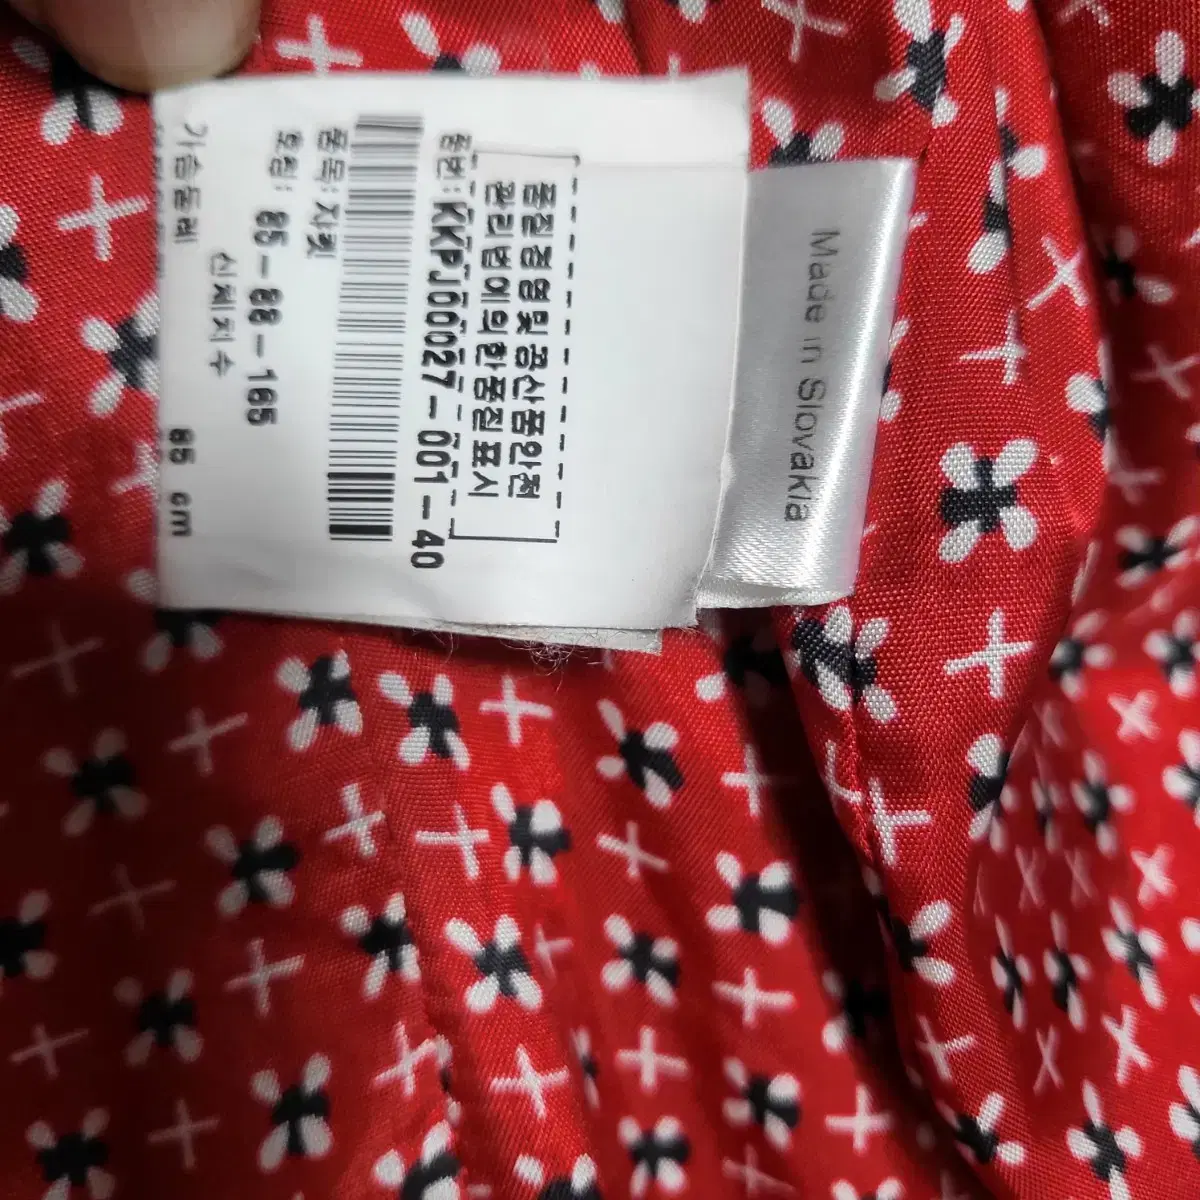 품질경영및공산품안전
관리법에의한품질표시
품번: KKPJ00027-001-40
품목: 자켓
호칭: 85-88-165
신체치수
가슴둘레 85 cm
Made in Slovakia